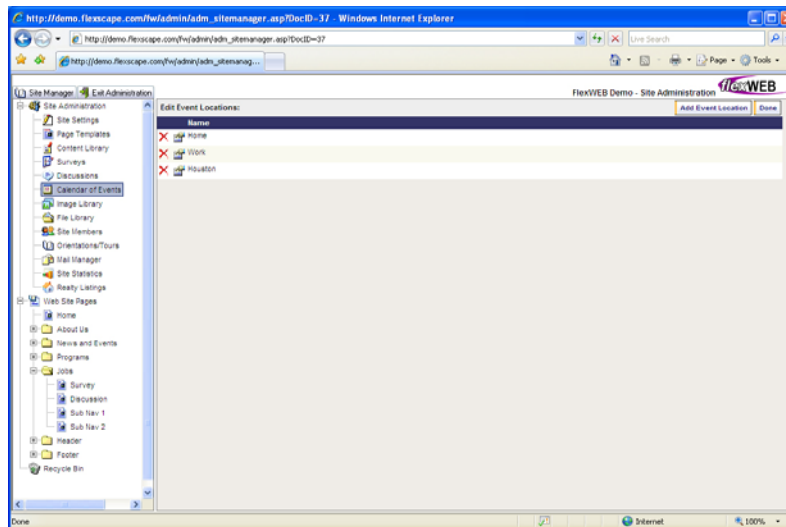 http://demo.flexscape.com/fw/admin/adm_sitemanager.asp?DocID=37 - Windows Internet Explorer
http://demo.flexscape.com/fw/admin/adm_sitemanager.asp?DocID=37
Live Search
http://demo.flexscape.com/fw/admin/adm_sitemanag...
Page
Tools
Site Manager
Exit Administration
FlexWEB Demo - Site Administration
flexWEB
Site Administration
Site Settings
Page Templates
Content Library
Surveys
Discussions
Calendar of Events
Image Library
File Library
Site Members
Orientations/Tours
Mail Manager
Site Statistics
Realty Listings
Web Site Pages
Home
About Us
News and Events
Programs
Jobs
Survey
Discussion
Sub Nav 1
Sub Nav 2
Header
Footer
Recycle Bin
Edit Event Locations:
Add Event Location
Done
Name
Home
Work
Houston
Done
Internet
100%